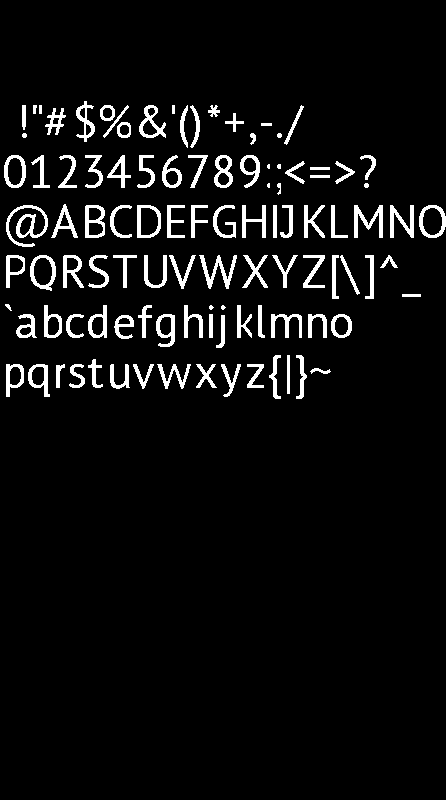 !"#$%&'()*+,-./
0123456789:;<=>?
@ABCDEFGHIJKLMNO
PQRSTUVWXYZ[\]^_
`abcdefghijklmno
pqrstuvwxyz{|}~